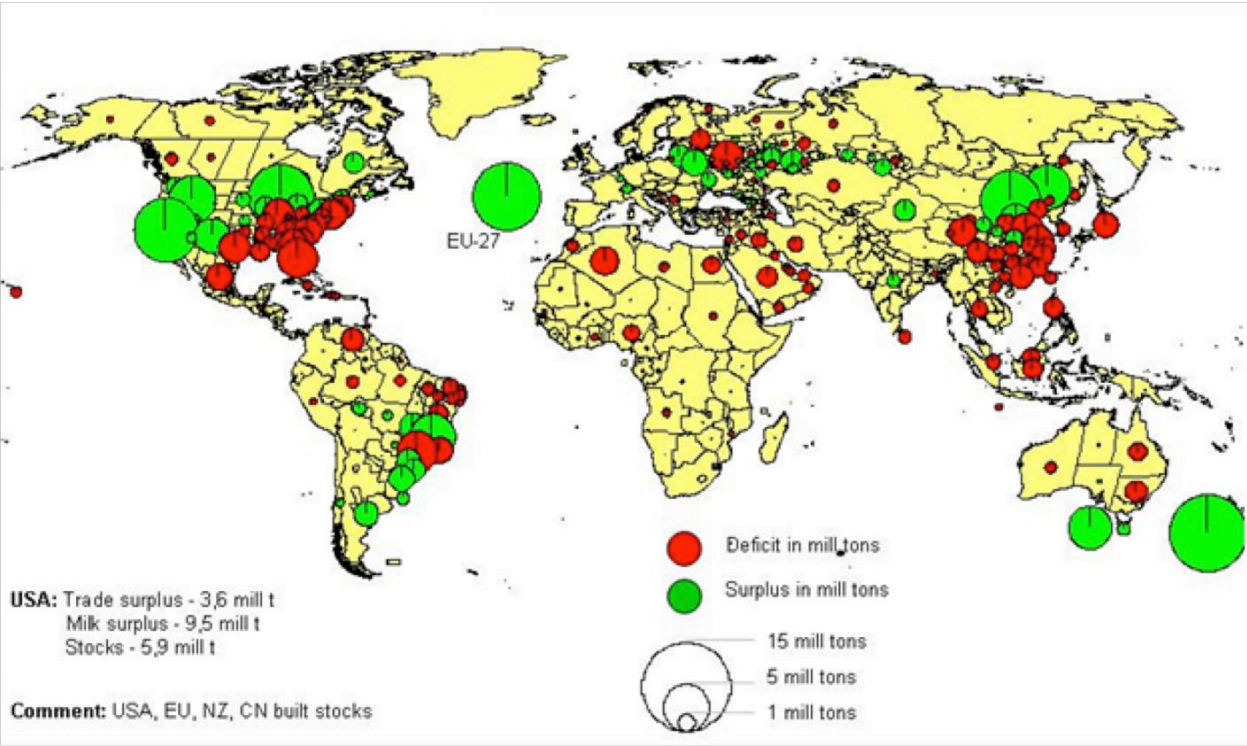 EU-27
Deficit in mill tons
Surplus in mill tons
USA: Trade surplus - 3,6 mill t
Milk surplus - 9,5 mill t
Stocks - 5,9 mill t
15 mill tons
5 mill tons
1 mill tons
Comment: USA, EU, NZ, CN built stocks